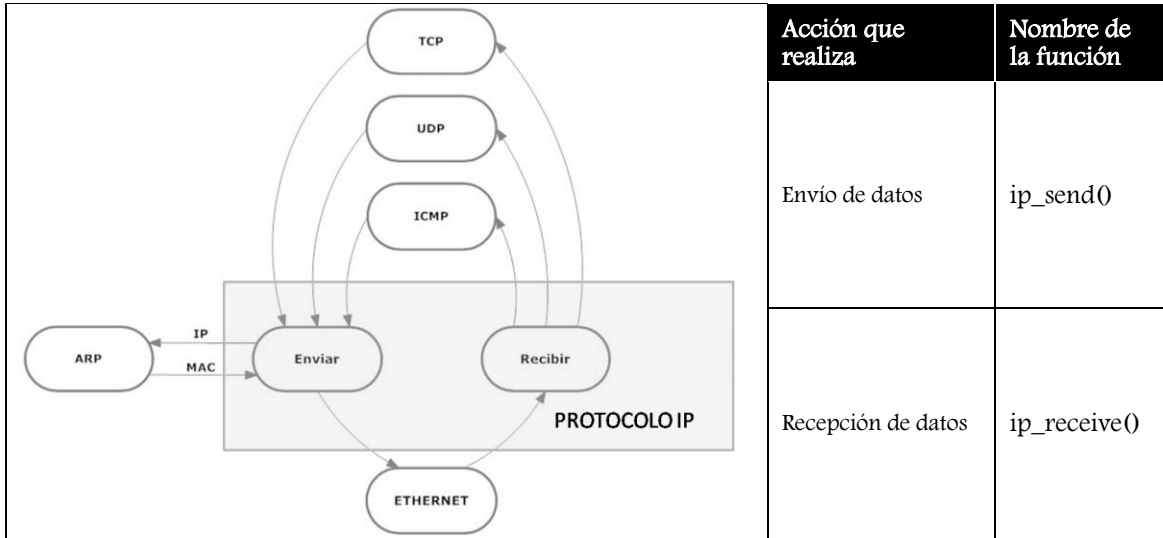 TCP
UDP
ICMP
IP
MAC
ARP
Enviar
Recibir
PROTOCOLO IP
ETHERNET
Acción que
realiza
Nombre de
la función
Envío de datos
ip_send()
Recepción de datos
ip_receive()